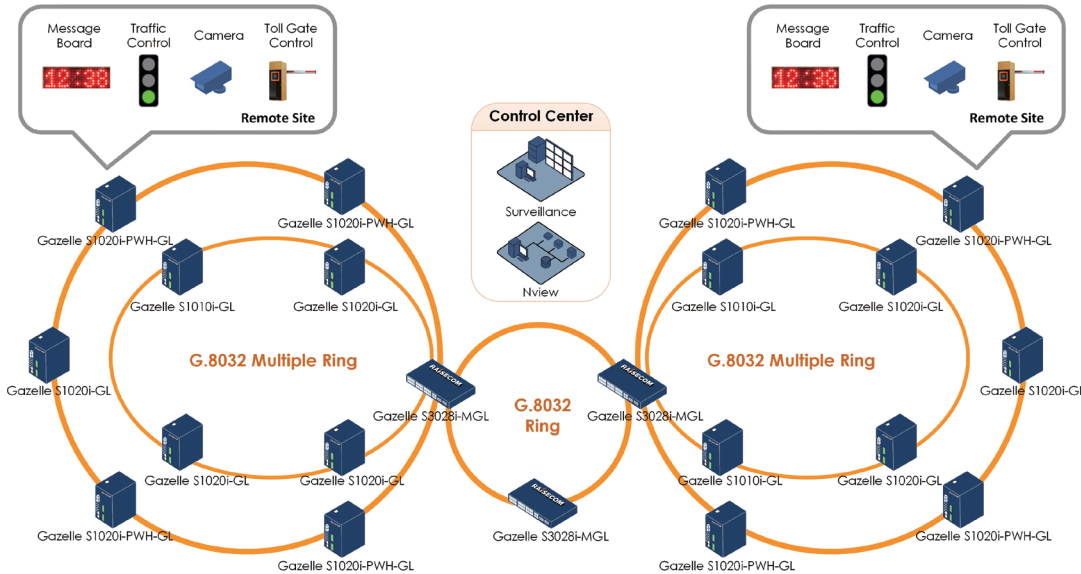 Message
Board
Traffic
Control
Camera
Toll Gate
Control
12:08
Remote Site
Message
Board
Traffic
Control
Camera
Toll Gate
Control
12:38
Remote Site
Control Center
Surveillance
Nview
Gazelle S1020i-PWH-GL
Gazelle S1020i-PWH-GL
Gazelle S1010i-GL
Gazelle S1020i-GL
G.8032 Multiple Ring
Gazelle S1020i-GL
RAISECOM
Gazelle S3028i-MGL
Gazelle S1020i-GL
Gazelle S1020i-GL
Gazelle S1020i-PWH-GL
Gazelle S1020i-PWH-GL
G.8032
Ring
RAISECOM
Gazelle S3028i-MGL
Gazelle S1020i-PWH-GL
Gazelle S1020i-PWH-GL
Gazelle S1010i-GL
Gazelle S1020i-GL
G.8032 Multiple Ring
RAISECOM
Gazelle S3028i-MGL
Gazelle S1020i-GL
Gazelle S1010i-GL
Gazelle S1020i-GL
Gazelle S1020i-PWH-GL
Gazelle S1020i-PWH-GL